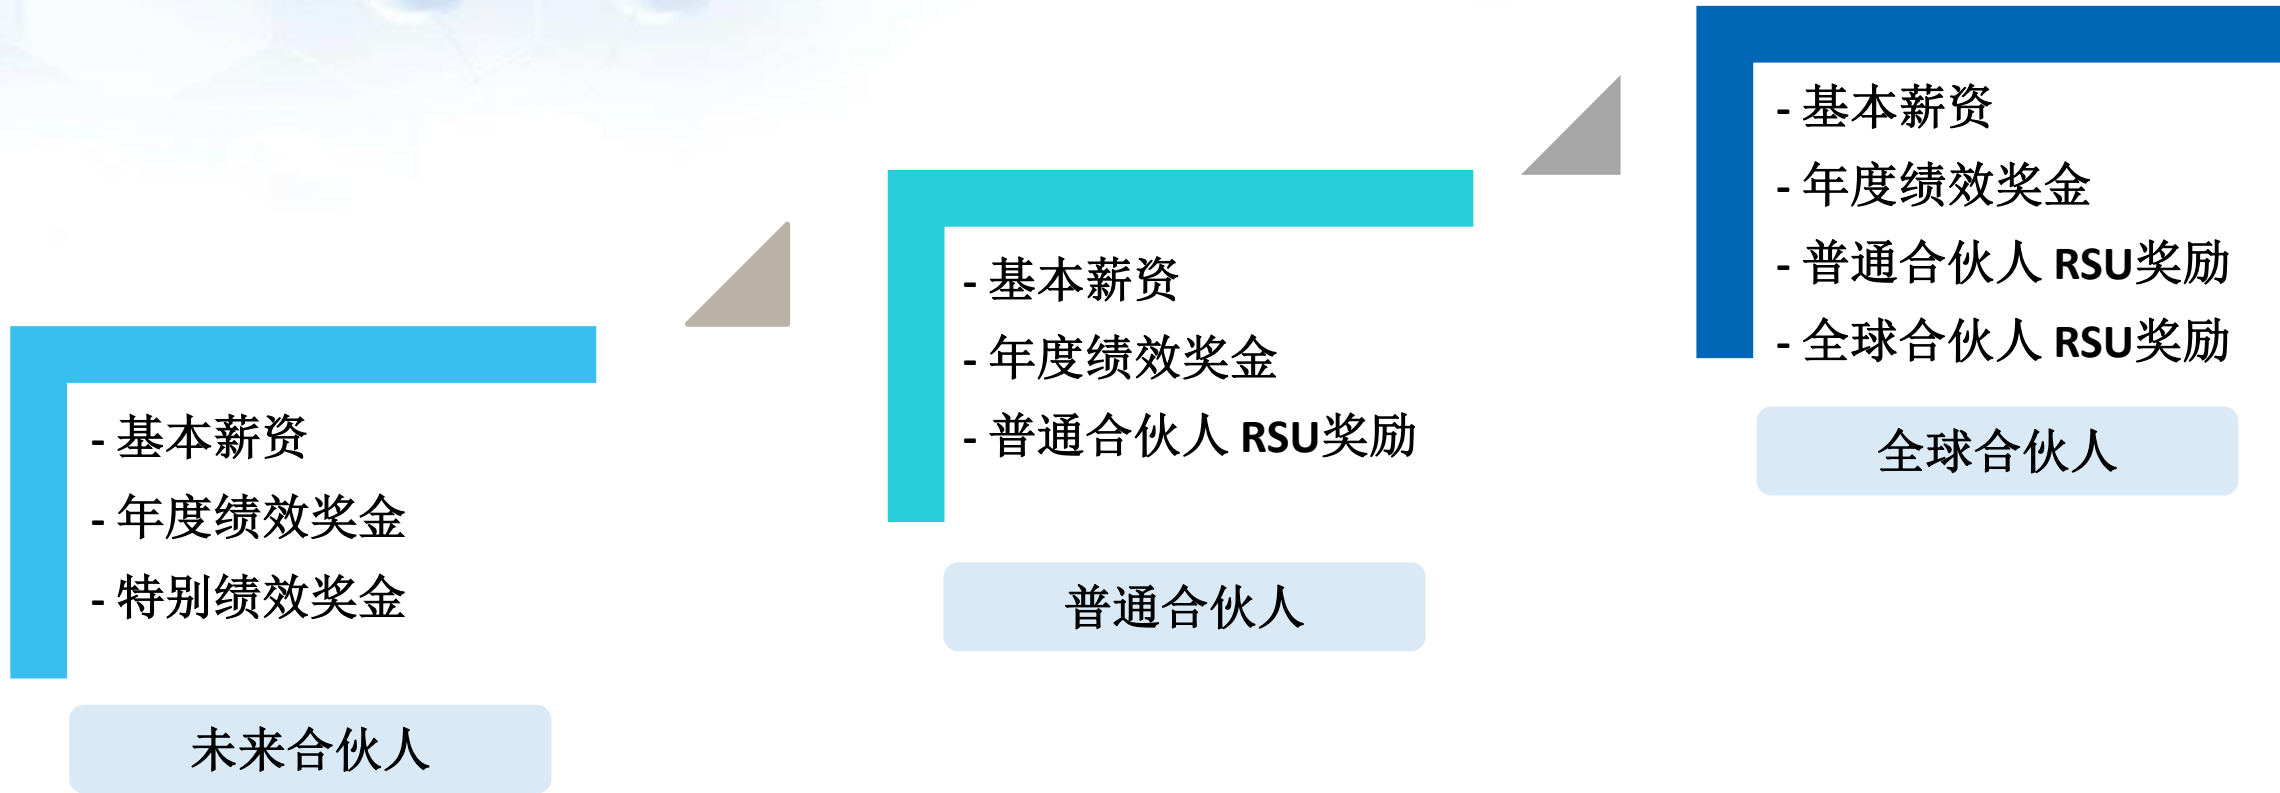 - 基本薪资
- 年度绩效奖金
- 特别绩效奖金
未来合伙人
- 基本薪资
- 年度绩效奖金
- 普通合伙人 RSU奖励
普通合伙人
- 基本薪资
- 年度绩效奖金
- 普通合伙人 RSU奖励
- 全球合伙人 RSU奖励
全球合伙人